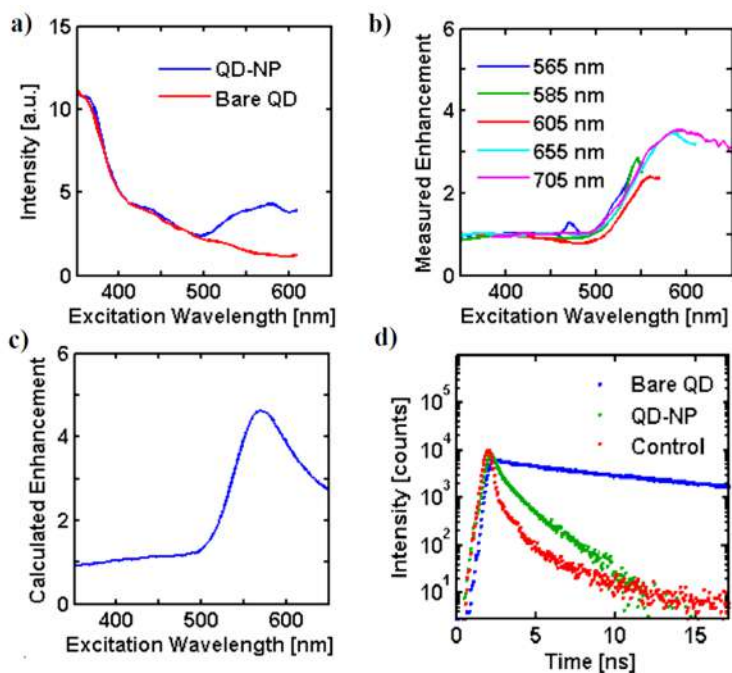 a)
15
10
5
0
400 500 600
Intensity [a.u.]
Excitation Wavelength [nm]
QD-NP
Bare QD
b)
6
4
2
0
400 500 600
Measured Enhancement
Excitation Wavelength [nm]
565 nm
585 nm
605 nm
655 nm
705 nm
c)
6
4
2
0
400 500 600
Calculated Enhancement
Excitation Wavelength [nm]
d)
10^5
10^4
10^3
10^2
10^1
0 5 10 15
Intensity [counts]
Time [ns]
Bare QD
QD-NP
Control